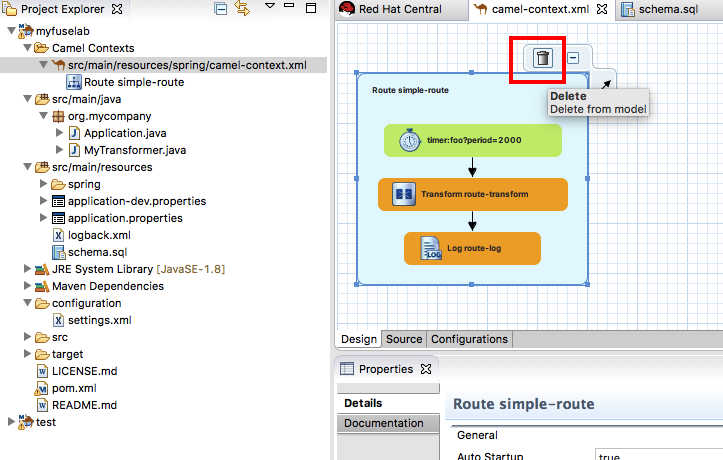 Project Explorer
myfuselab
Camel Contexts
src/main/resources/spring/camel-context.xml
Route simple-route
src/main/java
org.mycompany
Application.java
MyTransformer.java
src/main/resources
spring
application-dev.properties
application.properties
logback.xml
schema.sql
JRE System Library [JavaSE-1.8]
Maven Dependencies
configuration
settings.xml
src
target
LICENSE.md
pom.xml
README.md
test
Red Hat Central
camel-context.xml
schema.sql
Route simple-route
Delete
Delete from model
timer:foo?period=2000
Transform route-transform
LOG
Log route-log
Design
Source
Configurations
Properties
Details
Documentation
Route simple-route
General
Auto Startup
true